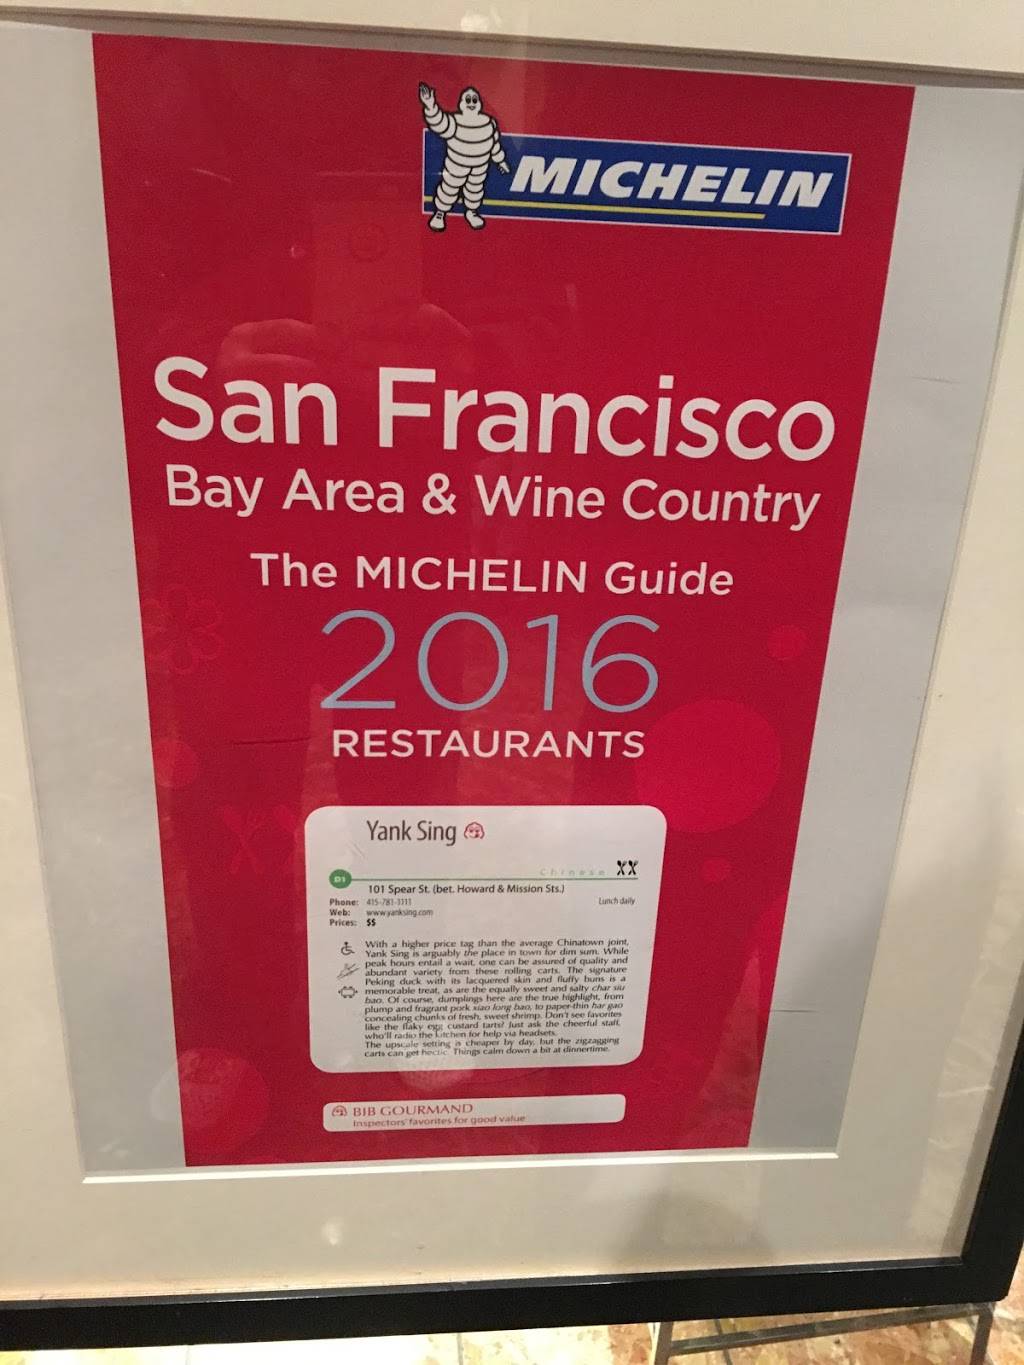 MICHELIN
San Francisco
Bay Area & Wine Country
The MICHELIN Guide
2016
RESTAURANTS
Yank Sing
Chinese XX
D1
101 Spear St. (bet. Howard & Mission Sts.)
Phone: 415-781-1111 Lunch daily
Web: www.yanksing.com
Prices: $$
With a higher price tag than the average Chinatown joint,
Yank Sing is arguably the place in town for dim sum. While
peak hours entail a wait, one can be assured of quality and
abundant variety from these rolling carts. The signature
Peking duck with its lacquered skin and fluffy buns is a
memorable treat, as are the equally sweet and salty char siu
bao. Of course, dumplings here are the true highlight, from
plump and fragrant pork xiao long bao, to paper-thin har gao
concealing chunks of fresh, sweet shrimp. Don't see favorites
like the flaky egg custard tarts? Just ask the cheerful staff,
who'll radio the kitchen for help via headsets.
The upscale setting is cheaper by day, but the zigzagging
carts can get hectic. Things calm down a bit at dinnertime.
BIB GOURMAND
Inspectors' favorites for good value